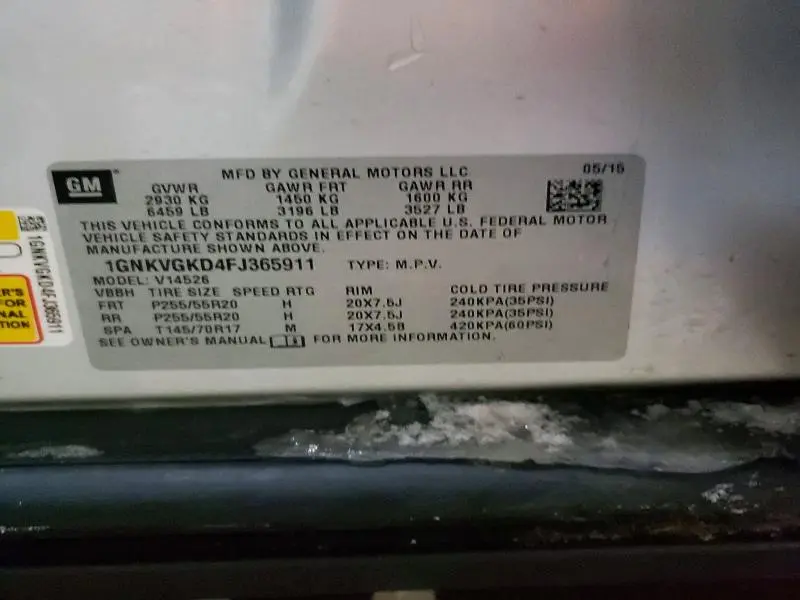 GM
MFD BY GENERAL MOTORS LLC 05/15
GVWR GAWR FRT GAWR RR
2930 KG 1450 KG 1600 KG
6459 LB 3196 LB 3527 LB
THIS VEHICLE CONFORMS TO ALL APPLICABLE U.S. FEDERAL MOTOR
VEHICLE SAFETY STANDARDS IN EFFECT ON THE DATE OF
MANUFACTURE SHOWN ABOVE.
1GNKVGKD4FJ365911 TYPE: M.P.V.
MODEL: V14526
VBBH TIRE SIZE SPEED RTG RIM COLD TIRE PRESSURE
FRT P255/55R20 H 20X7.5J 240KPA(35PSI)
RR P255/55R20 H 20X7.5J 240KPA(35PSI)
SPA T145/70R17 M 17X4.5B 420KPA(60PSI)
SEE OWNER'S MANUAL FOR MORE INFORMATION.
1GNKVGKD4FJ365911
ER'S
FOR
NAL
TION